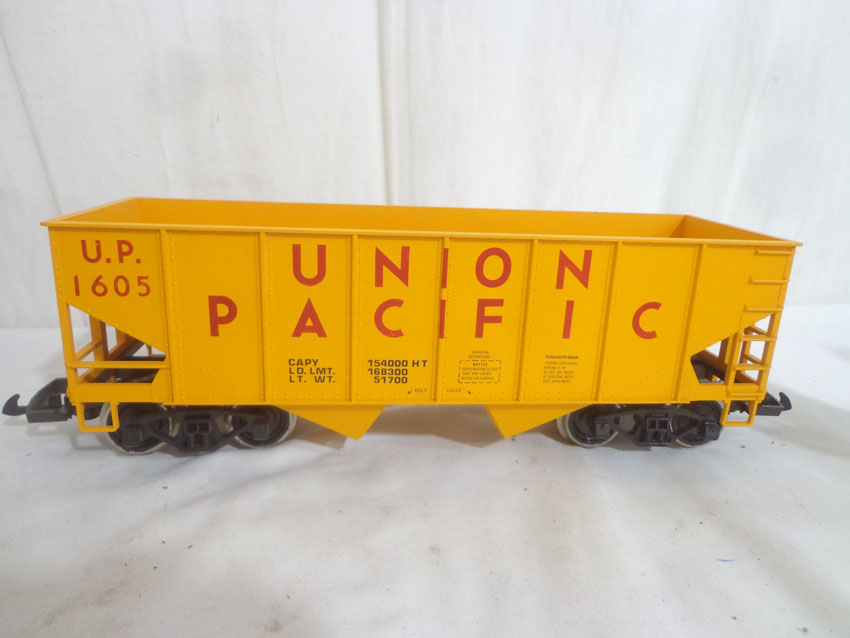 U.P.
1605
UNION
PACIFIC
CAPY 154000 HT
LD. LMT. 168300
LT. WT. 51700